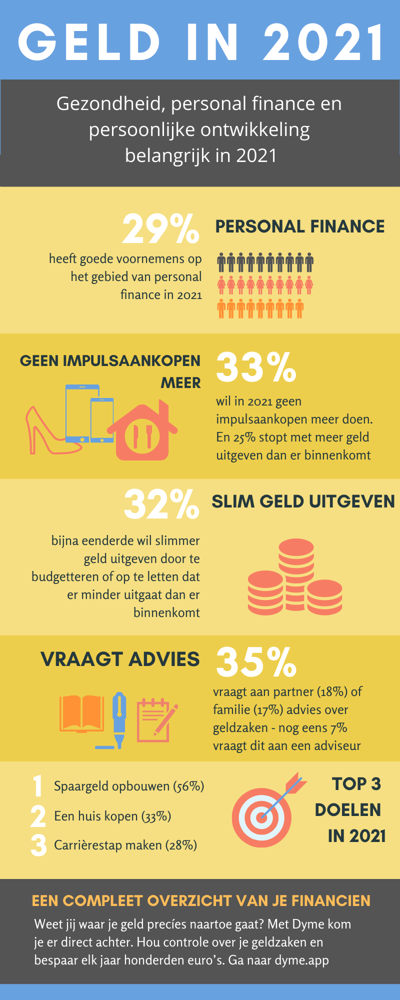 GELD IN 2021
Gezondheid, personal finance en
persoonlijke ontwikkeling
belangrijk in 2021
29%
heeft goede voornemens op
het gebied van personal
finance in 2021
PERSONAL FINANCE
GEEN IMPULSAANKOPEN
MEER
33%
wil in 2021 geen
impulsaankopen meer doen.
En 25% stopt met meer geld
uitgeven dan er binnenkomt
32%
bijna eenderde wil slimmer
geld uitgeven door te
budgetteren of op te letten dat
er minder uitgaat dan er
binnenkomt
SLIM GELD UITGEVEN
VRAAGT ADVIES
35%
vraagt aan partner (18%) of
familie (17%) advies over
geldzaken - nog eens 7%
vraagt dit aan een adviseur
1 Spaargeld opbouwen (56%)
2 Een huis kopen (33%)
3 Carrièrestap maken (28%)
TOP 3
DOELEN
IN 2021
EEN COMPLEET OVERZICHT VAN JE FINANCIEN
Weet jij waar je geld precíes naartoe gaat? Met Dyme kom
je er direct achter. Hou controle over je geldzaken en
bespaar elk jaar honderden euro's. Ga naar dyme.app